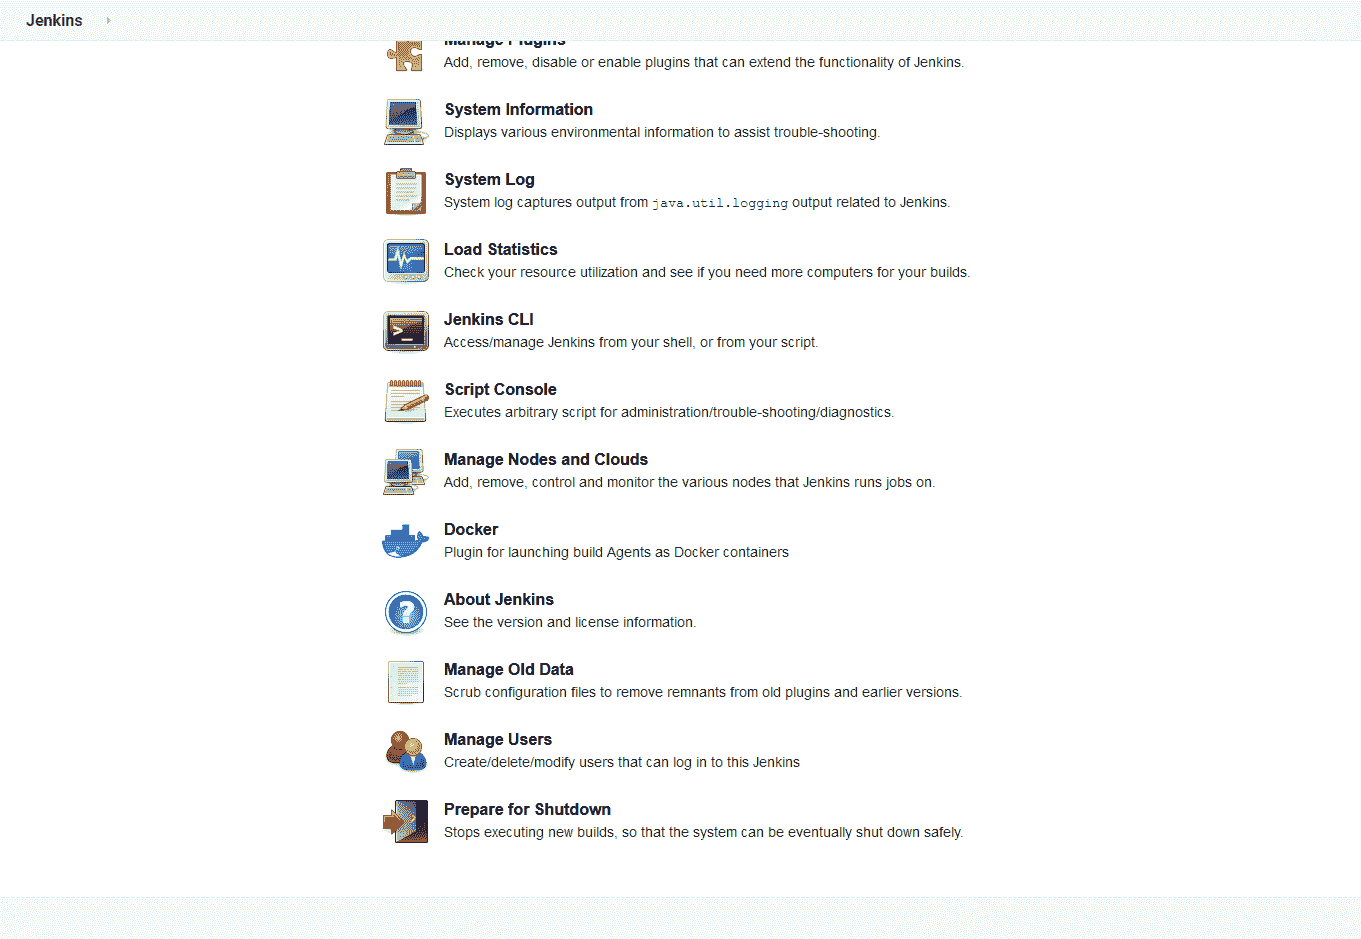 Jenkins
Manage Plugins
Add, remove, disable or enable plugins that can extend the functionality of Jenkins.
System Information
Displays various environmental information to assist trouble-shooting.
System Log
System log captures output from java.util.logging output related to Jenkins.
Load Statistics
Check your resource utilization and see if you need more computers for your builds.
Jenkins CLI
Access/manage Jenkins from your shell, or from your script.
Script Console
Executes arbitrary script for administration/trouble-shooting/diagnostics.
Manage Nodes and Clouds
Add, remove, control and monitor the various nodes that Jenkins runs jobs on.
Docker
Plugin for launching build Agents as Docker containers
About Jenkins
See the version and license information.
Manage Old Data
Scrub configuration files to remove remnants from old plugins and earlier versions.
Manage Users
Create/delete/modify users that can log in to this Jenkins
Prepare for Shutdown
Stops executing new builds, so that the system can be eventually shut down safely.